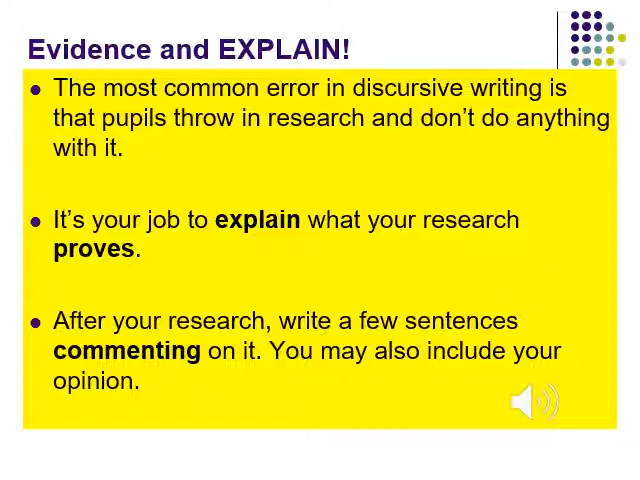 Evidence and EXPLAIN!
The most common error in discursive writing is
that pupils throw in research and don’t do anything
with it.
It’s your job to explain what your research
proves.
After your research, write a few sentences
commenting on it. You may also include your
opinion.